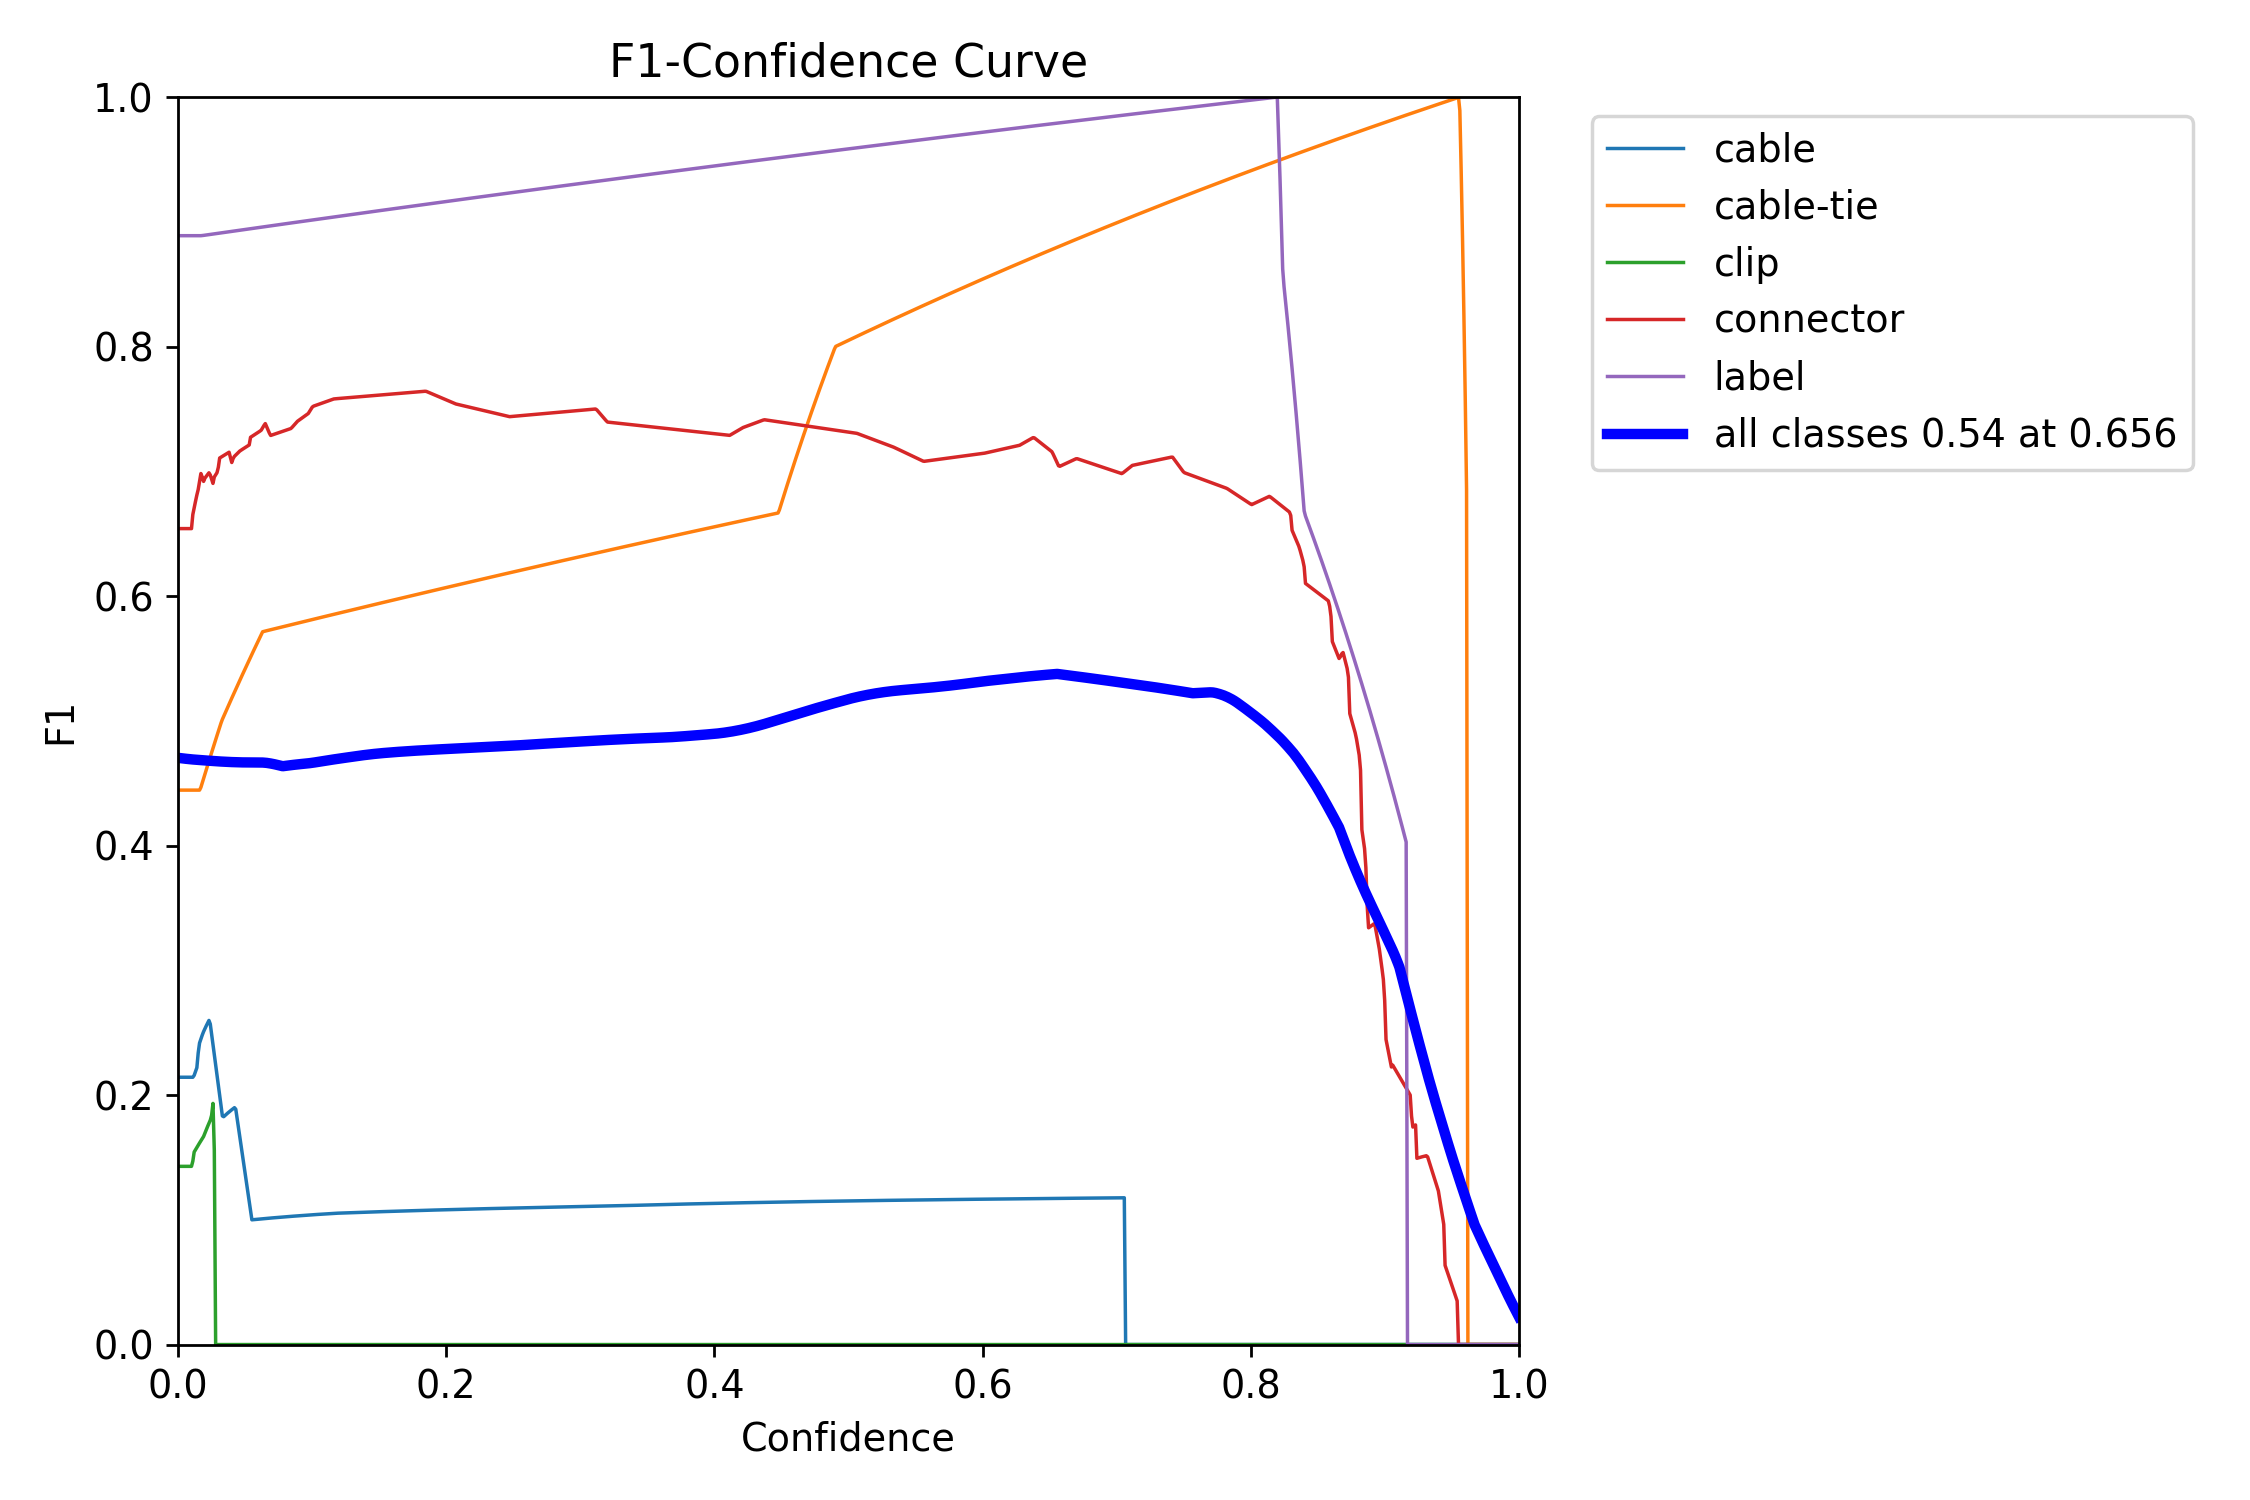 F1-Confidence Curve
1.0
0.8
0.6
0.4
0.2
0.0
F1
0.0 0.2 0.4 0.6 0.8 1.0
Confidence
cable
cable-tie
clip
connector
label
all classes 0.54 at 0.656